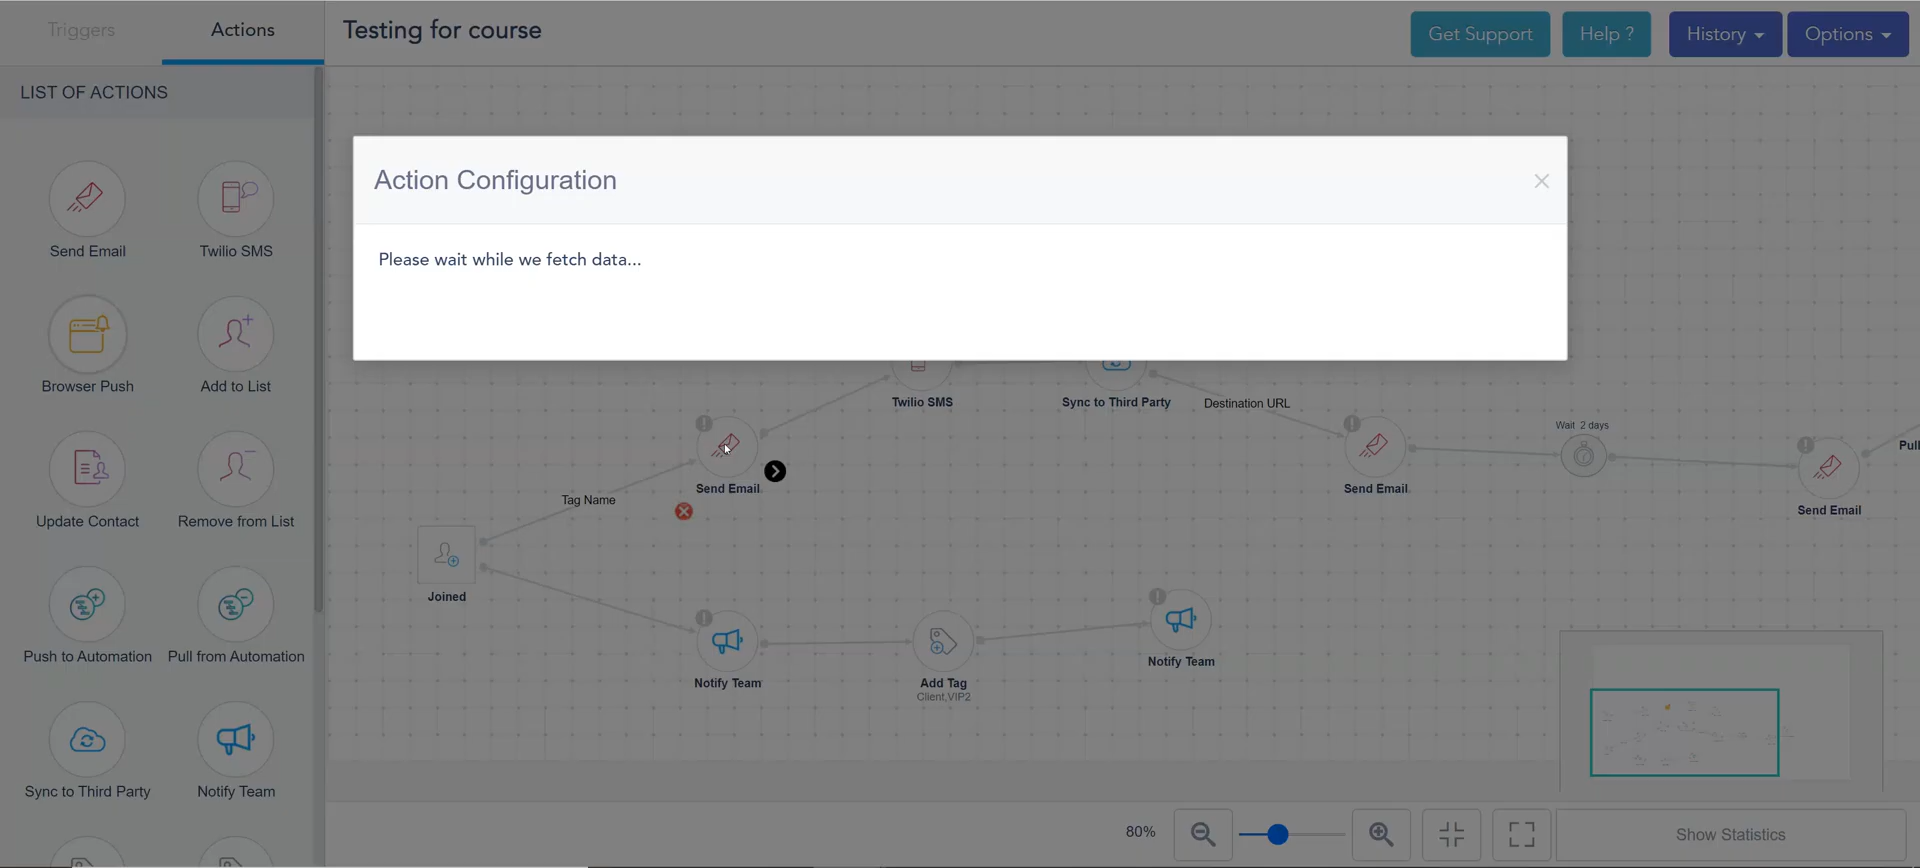 Triggers
Actions
Testing for course
Get Support
Help ?
History
Options
LIST OF ACTIONS
Send Email
Twilio SMS
Browser Push
Add to List
Update Contact
Remove from List
Push to Automation
Pull from Automation
Sync to Third Party
Notify Team
Action Configuration
Please wait while we fetch data...
Twilio SMS
Sync to Third Party
Destination URL
Wait 2 days
Pull
Send Email
Send Email
Send Email
Tag Name
Joined
Notify Team
Add Tag
Client,VIP2
Notify Team
80%
Show Statistics